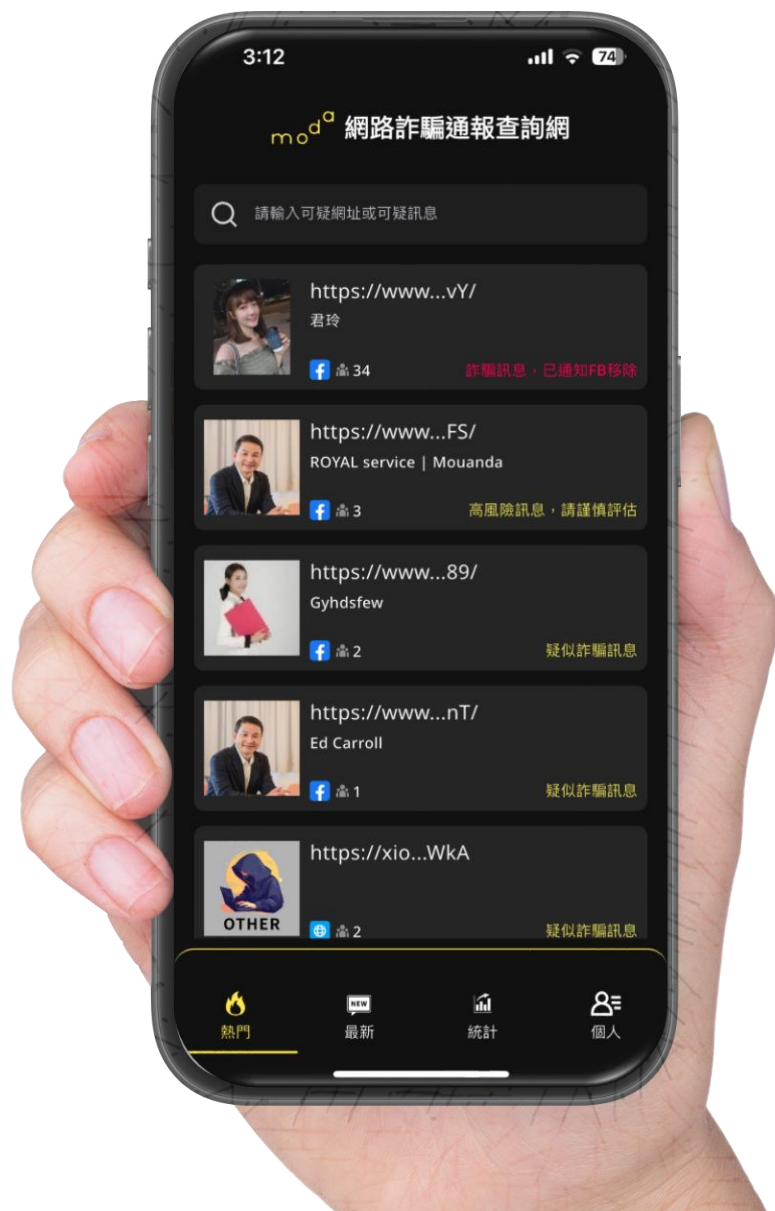 3:12 74
moda 網路詐騙通報查詢網
請輸入可疑網址或可疑訊息
https://www...vY/
君玲
34 詐騙訊息，已通知FB移除
https://www...FS/
ROYAL service | Mouanda
3 高風險訊息，請謹慎評估
https://www...89/
Gyhdsfew
2 疑似詐騙訊息
https://www...nT/
Ed Carroll
1 疑似詐騙訊息
https://xio...WkA
OTHER
2 疑似詐騙訊息
NEW
熱門 最新 統計 個人